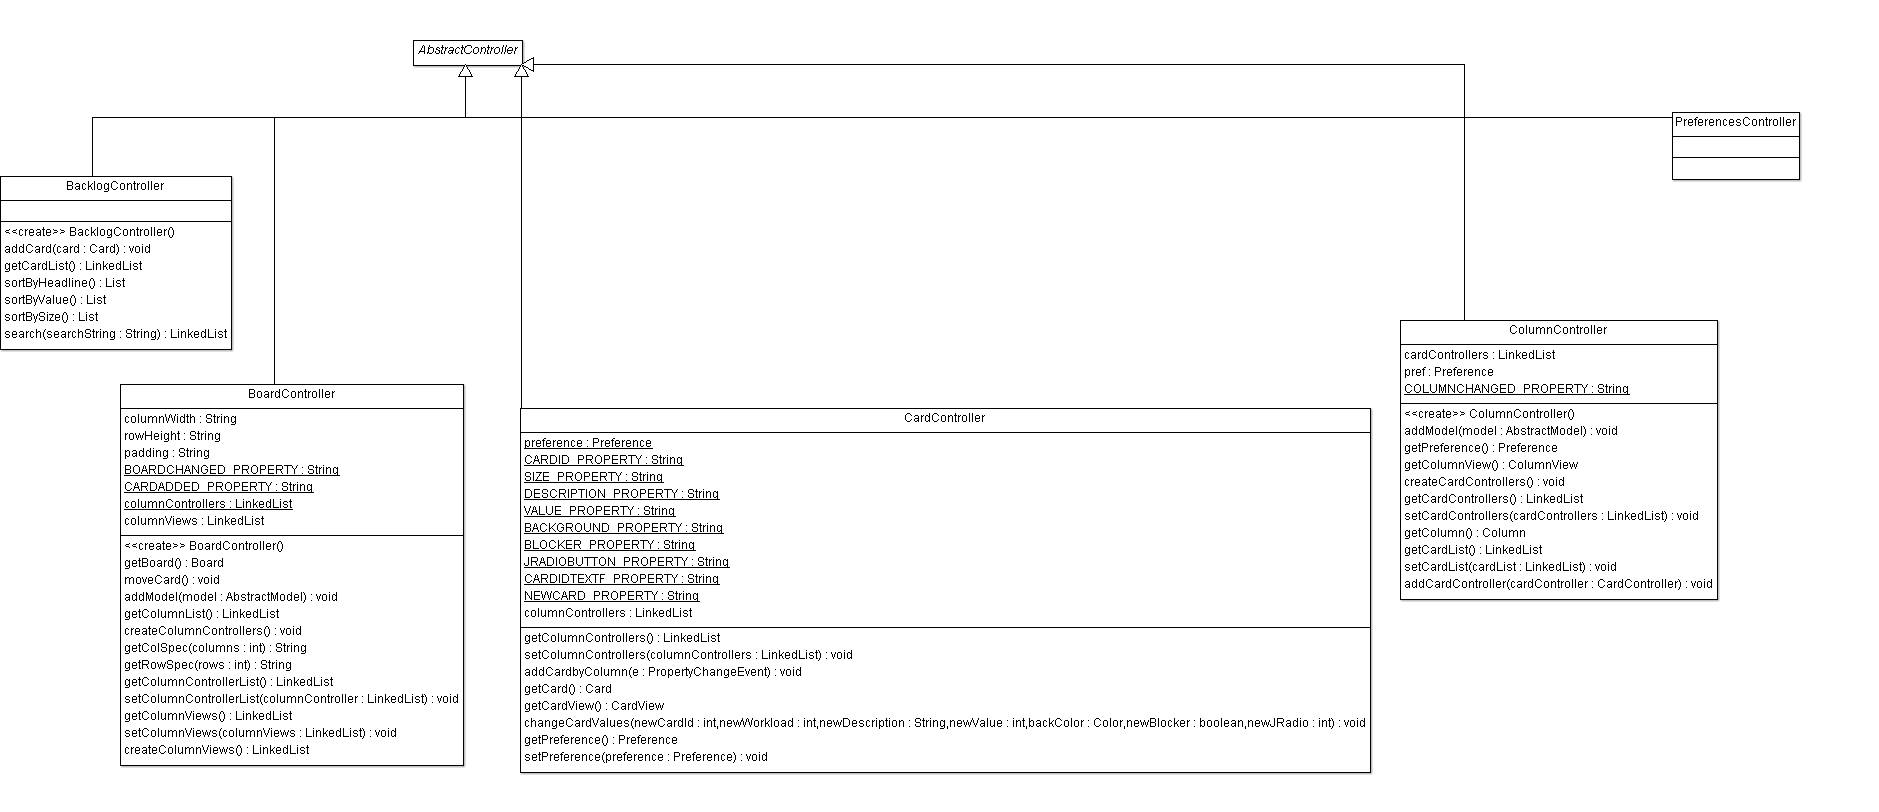 AbstractController
PreferencesController
BacklogController
<<create>> BacklogController()
addCard(card : Card) : void
getCardList() : LinkedList
sortByHeadline() : List
sortByValue() : List
sortBySize() : List
search(searchString : String) : LinkedList
BoardController
columnWidth : String
rowHeight : String
padding : String
BOARDCHANGED_PROPERTY : String
CARDADDED_PROPERTY : String
columnControllers : LinkedList
columnViews : LinkedList
<<create>> BoardController()
getBoard() : Board
moveCard() : void
addModel(model : AbstractModel) : void
getColumnList() : LinkedList
createColumnControllers() : void
getColSpec(columns : int) : String
getRowSpec(rows : int) : String
getColumnControllerList() : LinkedList
setColumnControllerList(columnController : LinkedList) : void
getColumnViews() : LinkedList
setColumnViews(columnViews : LinkedList) : void
createColumnViews() : LinkedList
CardController
preference : Preference
CARDID_PROPERTY : String
SIZE_PROPERTY : String
DESCRIPTION_PROPERTY : String
VALUE_PROPERTY : String
BACKGROUND_PROPERTY : String
BLOCKER_PROPERTY : String
JRADIOBUTTON_PROPERTY : String
CARDIDTEXTF_PROPERTY : String
NEWCARD_PROPERTY : String
columnControllers : LinkedList
getColumnControllers() : LinkedList
setColumnControllers(columnControllers : LinkedList) : void
addCardbyColumn(e : PropertyChangeEvent) : void
getCard() : Card
getCardView() : CardView
changeCardValues(newCardId : int,newWorkload : int,newDescription : String,newValue : int,backColor : Color,newBlocker : boolean,newJRadio : int) : void
getPreference() : Preference
setPreference(preference : Preference) : void
ColumnController
cardControllers : LinkedList
pref : Preference
COLUMNCHANGED_PROPERTY : String
<<create>> ColumnController()
addModel(model : AbstractModel) : void
getPreference() : Preference
getColumnView() : ColumnView
createCardControllers() : void
getCardControllers() : LinkedList
setCardControllers(cardControllers : LinkedList) : void
getColumn() : Column
getCardList() : LinkedList
setCardList(cardList : LinkedList) : void
addCardController(cardController : CardController) : void